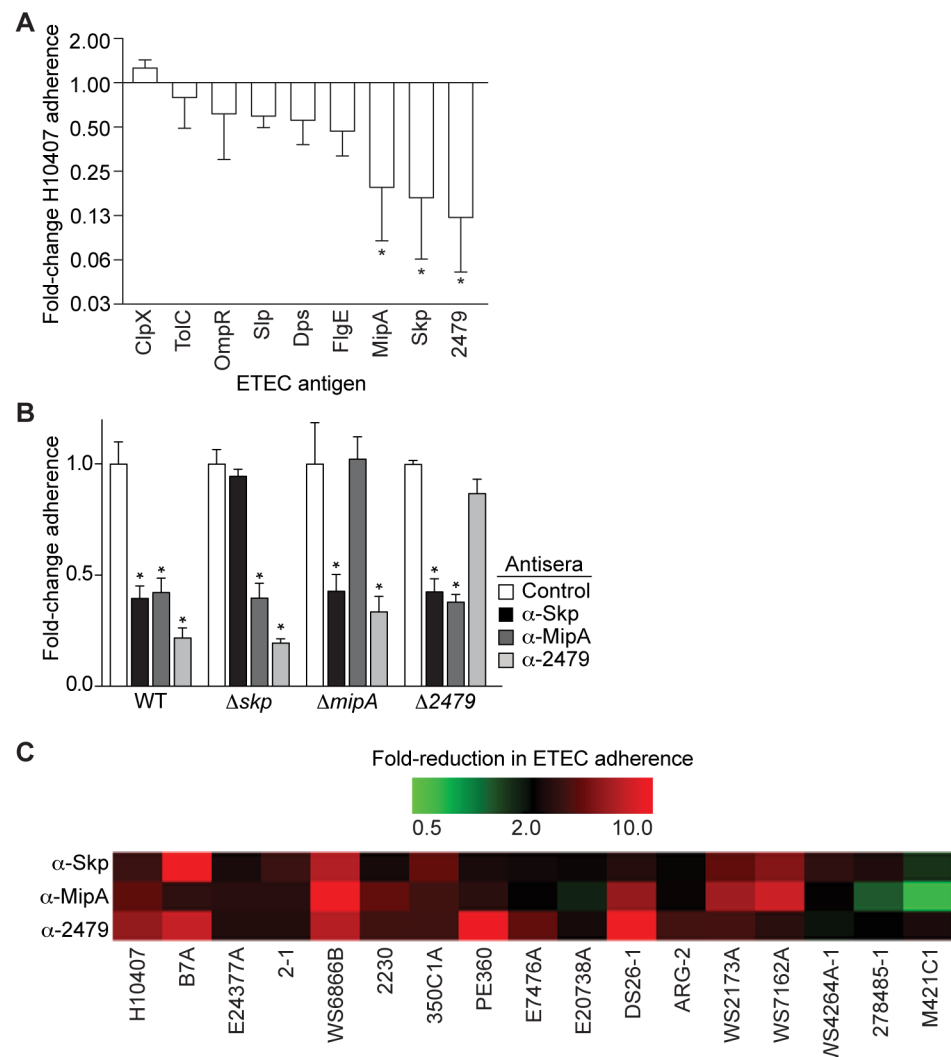 A
Fold-change H10407 adherence
2.00
1.00
0.50
0.25
0.13
0.06
0.03
ClpX
TolC
OmpR
Slp
Dps
FlgE
MipA
Skp
2479
*
*
*
ETEC antigen
B
Fold-change adherence
1.0
0.5
0.0
* * *
* *
* *
* *
Antisera
Control
α-Skp
α-MipA
α-2479
WT
Δskp
ΔmipA
Δ2479
C
Fold-reduction in ETEC adherence
0.5 2.0 10.0
α-Skp
α-MipA
α-2479
H10407
B7A
E24377A
2-1
WS6866B
2230
350C1A
PE360
E7476A
E20738A
DS26-1
ARG-2
WS2173A
WS7162A
WS4264A-1
278485-1
M421C1